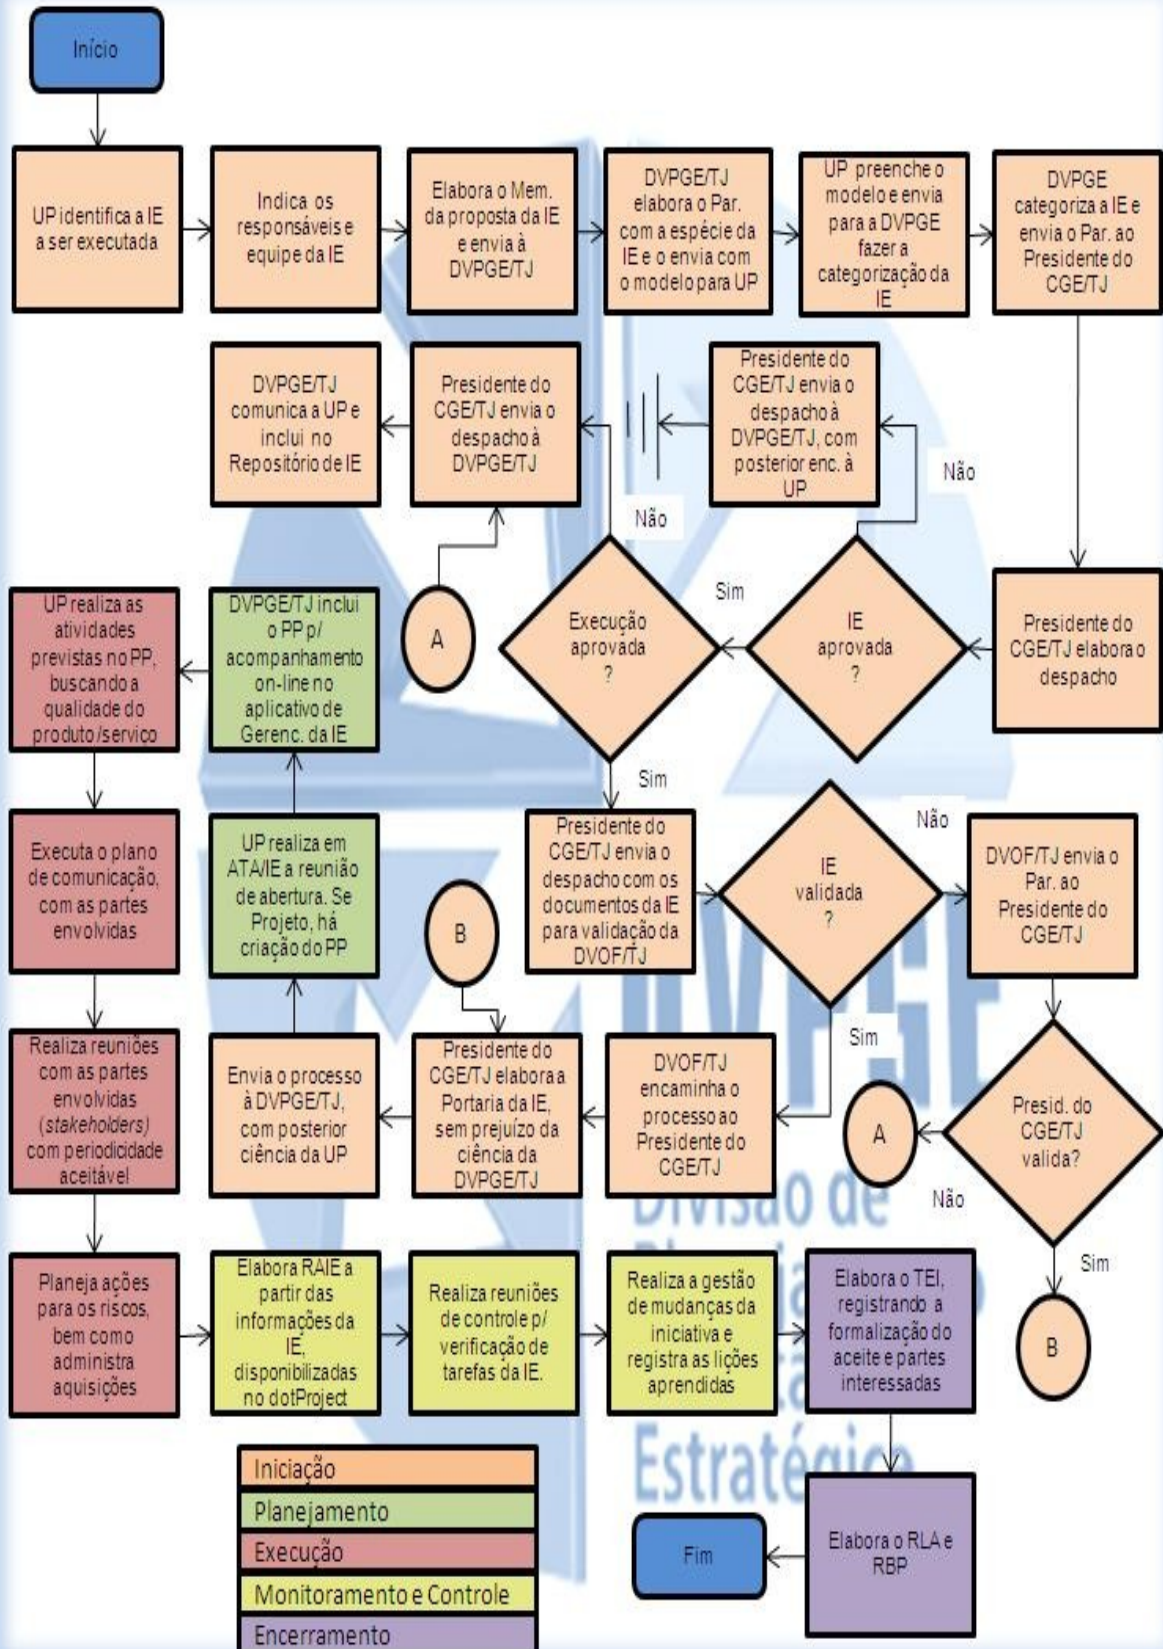 Início
UP identifica a IE
a ser executada
Indica os
responsáveis e
equipe da IE
Elabora o Mem.
da proposta da IE
e envia à
DVPGE/TJ
DVPGE/TJ
elabora o Par.
com a espécie da
IE e o envia com
o modelo para UP
UP preenche o
modelo e envia
para a DVPGE
fazer a
categorização da
IE
DVPGE
categoriza a IE e
envia o Par. ao
Presidente do
CGE/TJ
DVPGE/TJ
comunica a UP e
inclui no
Repositório de IE
Presidente do
CGE/TJ envia o
despacho à
DVPGE/TJ
Presidente do
CGE/TJ envia o
despacho à
DVPGE/TJ, com
posterior enc. à
UP
Não
Não
UP realiza as
atividades
previstas no PP,
buscando a
qualidade do
produto/serviço
DVPGE/TJ inclui
o PP p/
acompanhamento
on-line no
aplicativo de
Gerenc. da IE
A
Execução
aprovada
?
Sim
IE
aprovada
?
Presidente do
CGE/TJ elabora o
despacho
Sim
Executa o plano
de comunicação,
com as partes
envolvidas
UP realiza em
ATA/IE a reunião
de abertura. Se
Projeto, há
criação do PP
B
Presidente do
CGE/TJ envia o
despacho com os
documentos da IE
para validação da
DVOF/TJ
IE
validada
?
Não
DVOF/TJ envia o
Par. ao
Presidente do
CGE/TJ
Realiza reuniões
com as partes
envolvidas
(stakeholders)
com periodicidade
aceitável
Envia o processo
à DVPGE/TJ,
com posterior
ciência da UP
Presidente do
CGE/TJ elabora a
Portaria da IE,
sem prejuízo da
ciência da
DVPGE/TJ
DVOF/TJ
encaminha o
processo ao
Presidente do
CGE/TJ
Sim
A
Presid. do
CGE/TJ
valida?
Não
Sim
B
Planeja ações
para os riscos,
bem como
administra
aquisições
Elabora RAIE a
partir das
informações da
IE,
disponibilizadas
no dotProject
Realiza reuniões
de controle p/
verificação de
tarefas da IE.
Realiza a gestão
de mudanças da
iniciativa e
registra as lições
aprendidas
Elabora o TEI,
registrando a
formalização do
aceite e partes
interessadas
DVPGE
Divisão de
Estratégico
Iniciação
Planejamento
Execução
Monitoramento e Controle
Encerramento
Fim
Elabora o RLA e
RBP